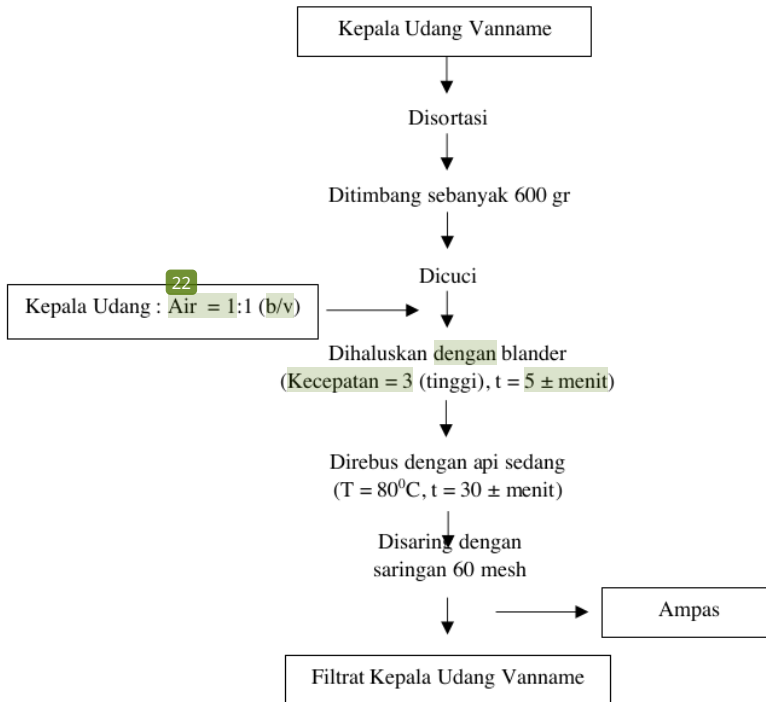 Kepala Udang Vanname
Disortasi
Ditimbang sebanyak 600 gr
Dicuci
22
Kepala Udang : Air = 1:1 (b/v)
Dihaluskan dengan blander
(Kecepatan = 3 (tinggi), t = 5 ± menit)
Direbus dengan api sedang
(T = 80⁰C, t = 30 ± menit)
Disaring dengan
saringan 60 mesh
Ampas
Filtrat Kepala Udang Vanname